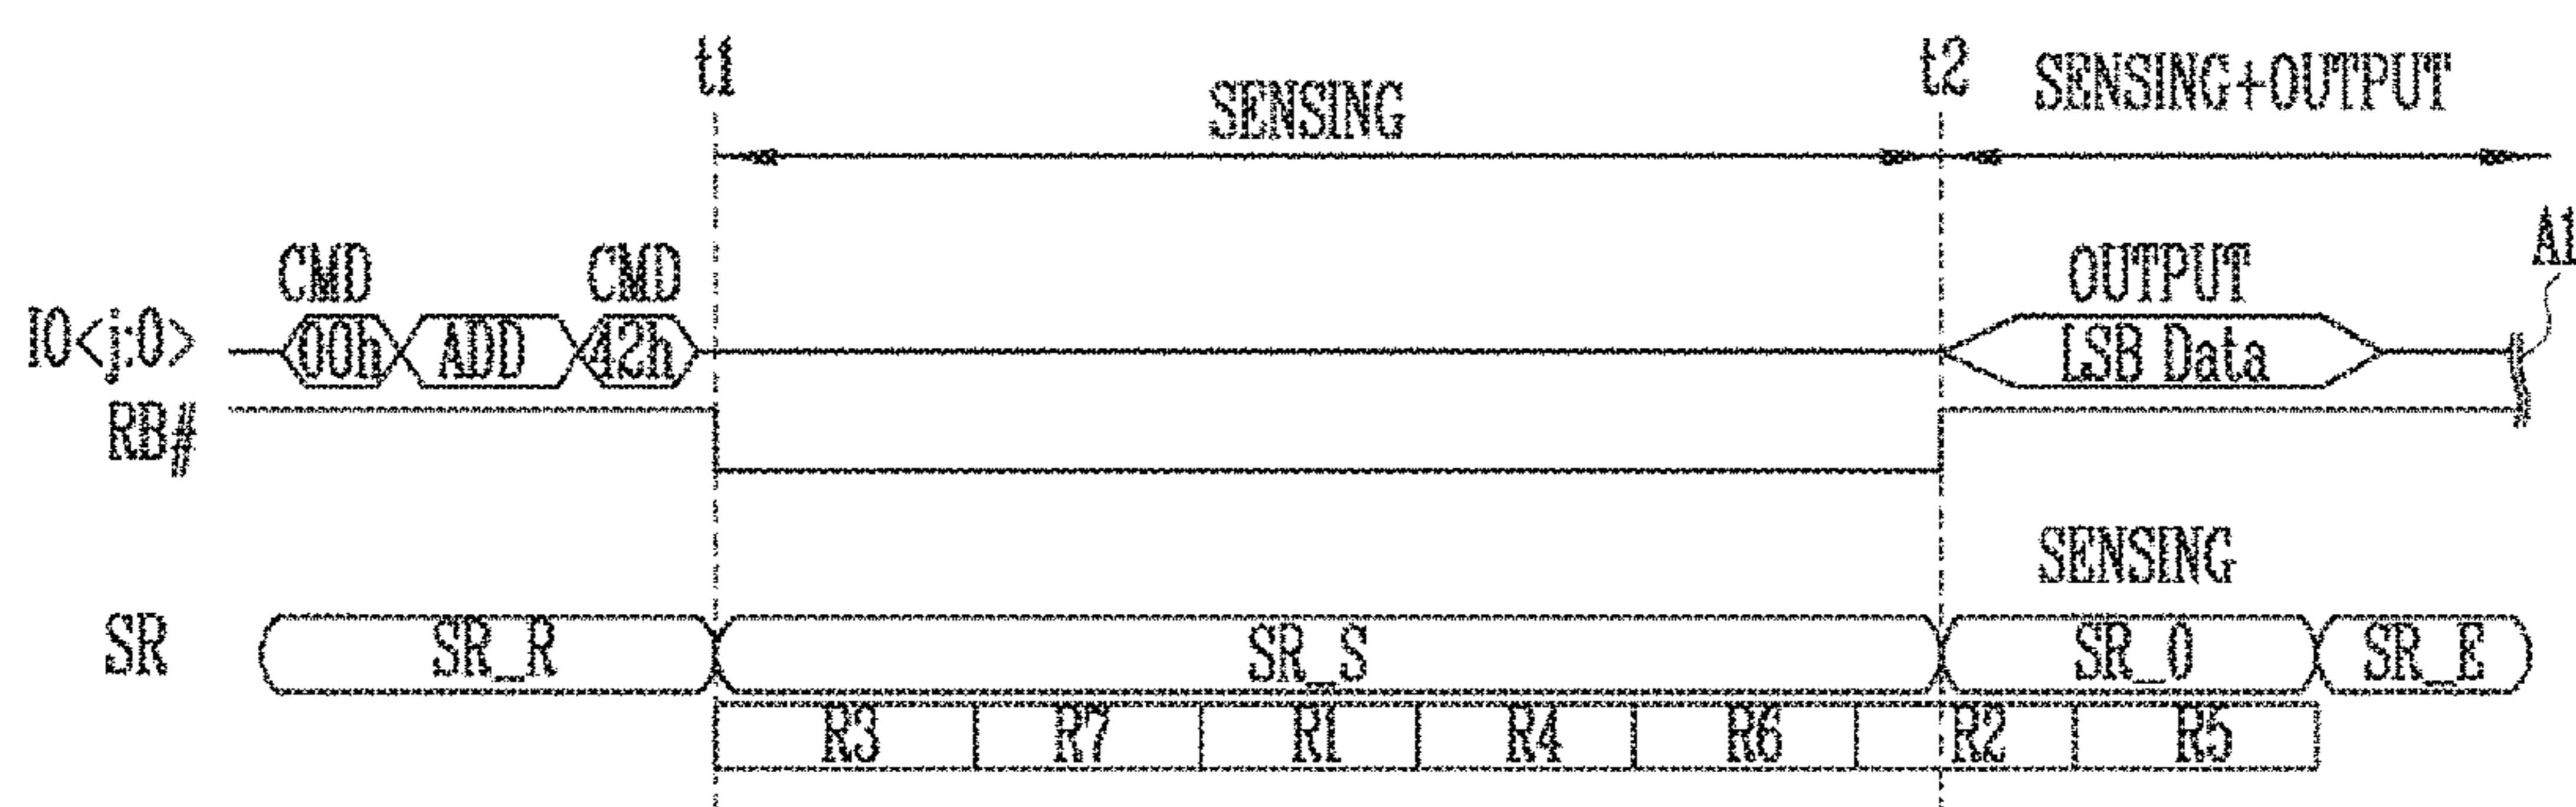 t1 t2
SENSING SENSING+OUTPUT
A1
CMD CMD OUTPUT
IO<j:0> 00h ADD 42h LSB Data
RB#
SENSING
SR SR_R SR_S SR_O SR_E
R3 R7 R1 R4 R6 R2 R5